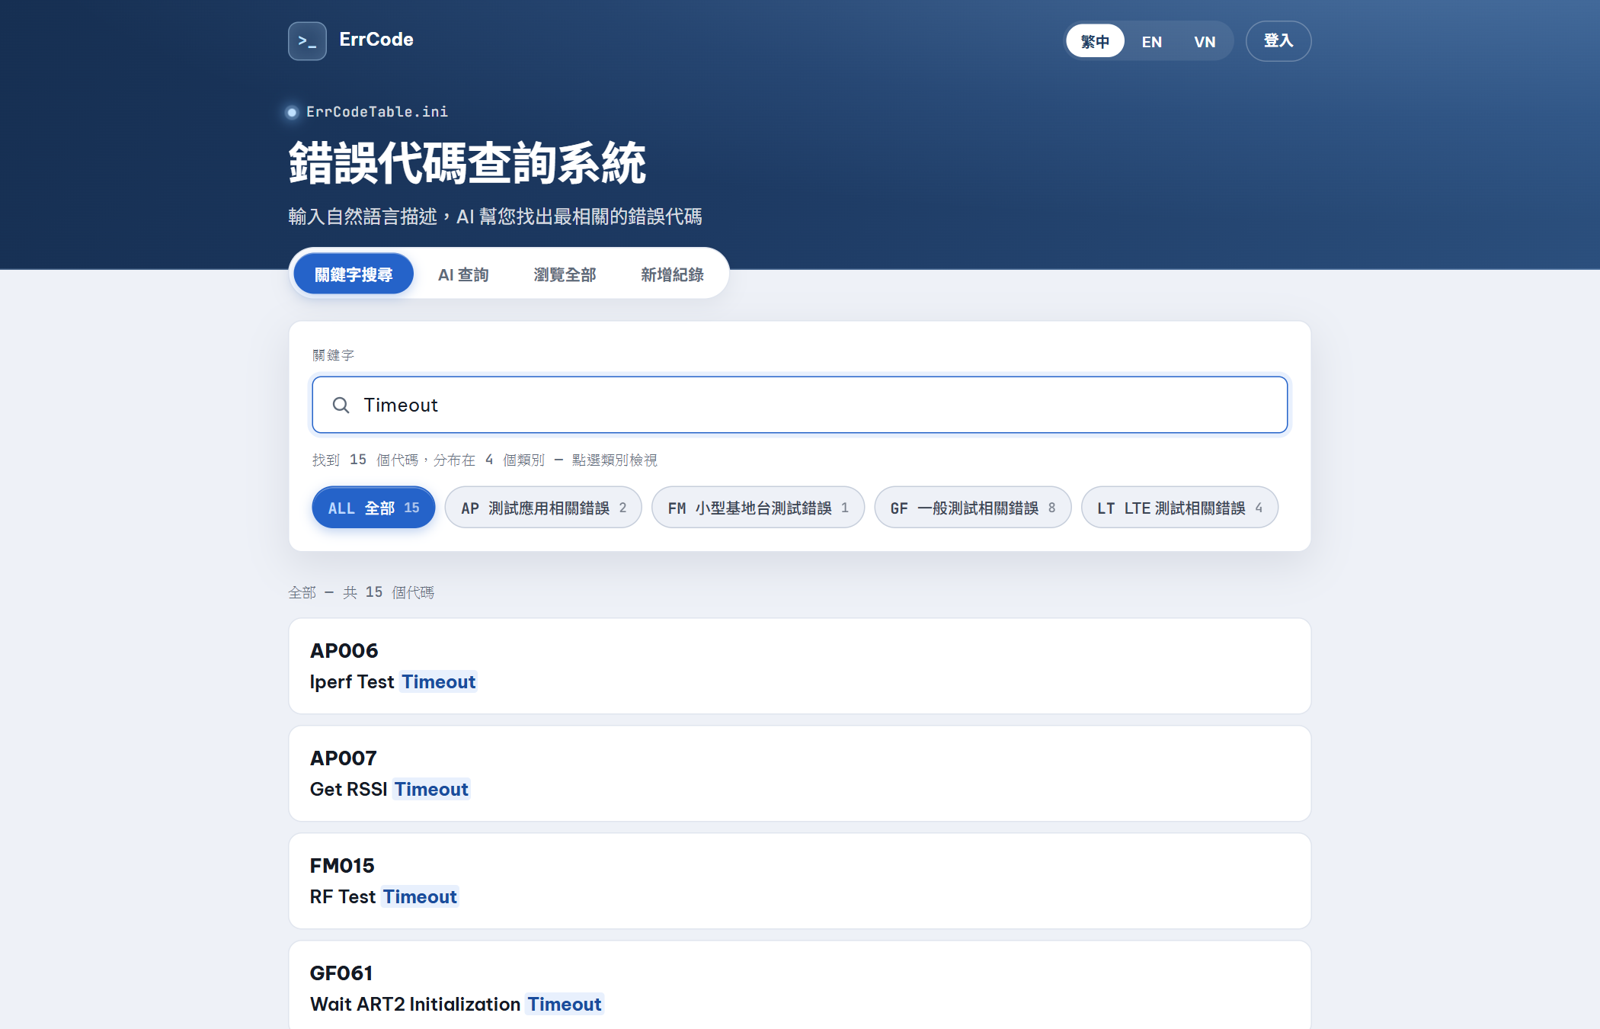 >_ ErrCode
繁中 EN VN 登入
ErrCodeTable.ini
錯誤代碼查詢系統
輸入自然語言描述，AI 幫您找出最相關的錯誤代碼
關鍵字搜尋 AI 查詢 瀏覽全部 新增紀錄
關鍵字
Timeout
找到 15 個代碼，分布在 4 個類別 — 點選類別檢視
ALL 全部 15 AP 測試應用相關錯誤 2 FM 小型基地台測試錯誤 1 GF 一般測試相關錯誤 8 LT LTE 測試相關錯誤 4
全部 — 共 15 個代碼
AP006
Iperf Test Timeout
AP007
Get RSSI Timeout
FM015
RF Test Timeout
GF061
Wait ART2 Initialization Timeout